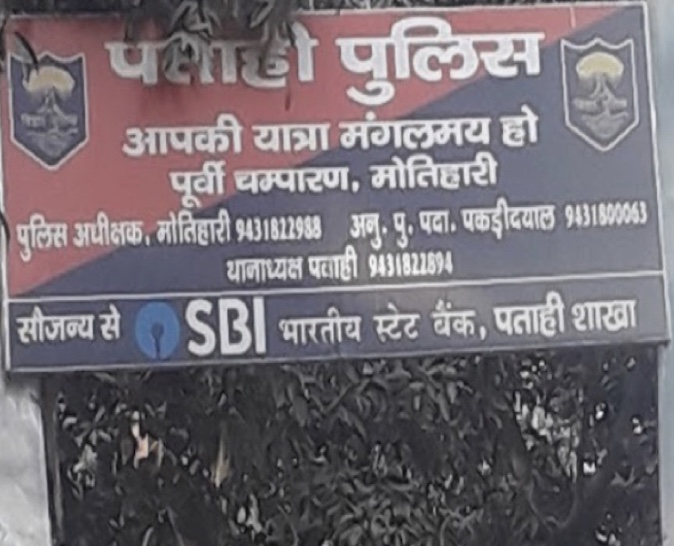 पताही पुलिस
आपकी यात्रा मंगलमय हो
पूर्वी चम्पारण, मोतिहारी
पुलिस अधीक्षक, मोतिहारी 9431822988 अनु. पु. पदा. पकड़ीदयाल 9431800063
थानाध्यक्ष पताही 9431822894
सौजन्य से SBI भारतीय स्टेट बैंक, पताही शाखा